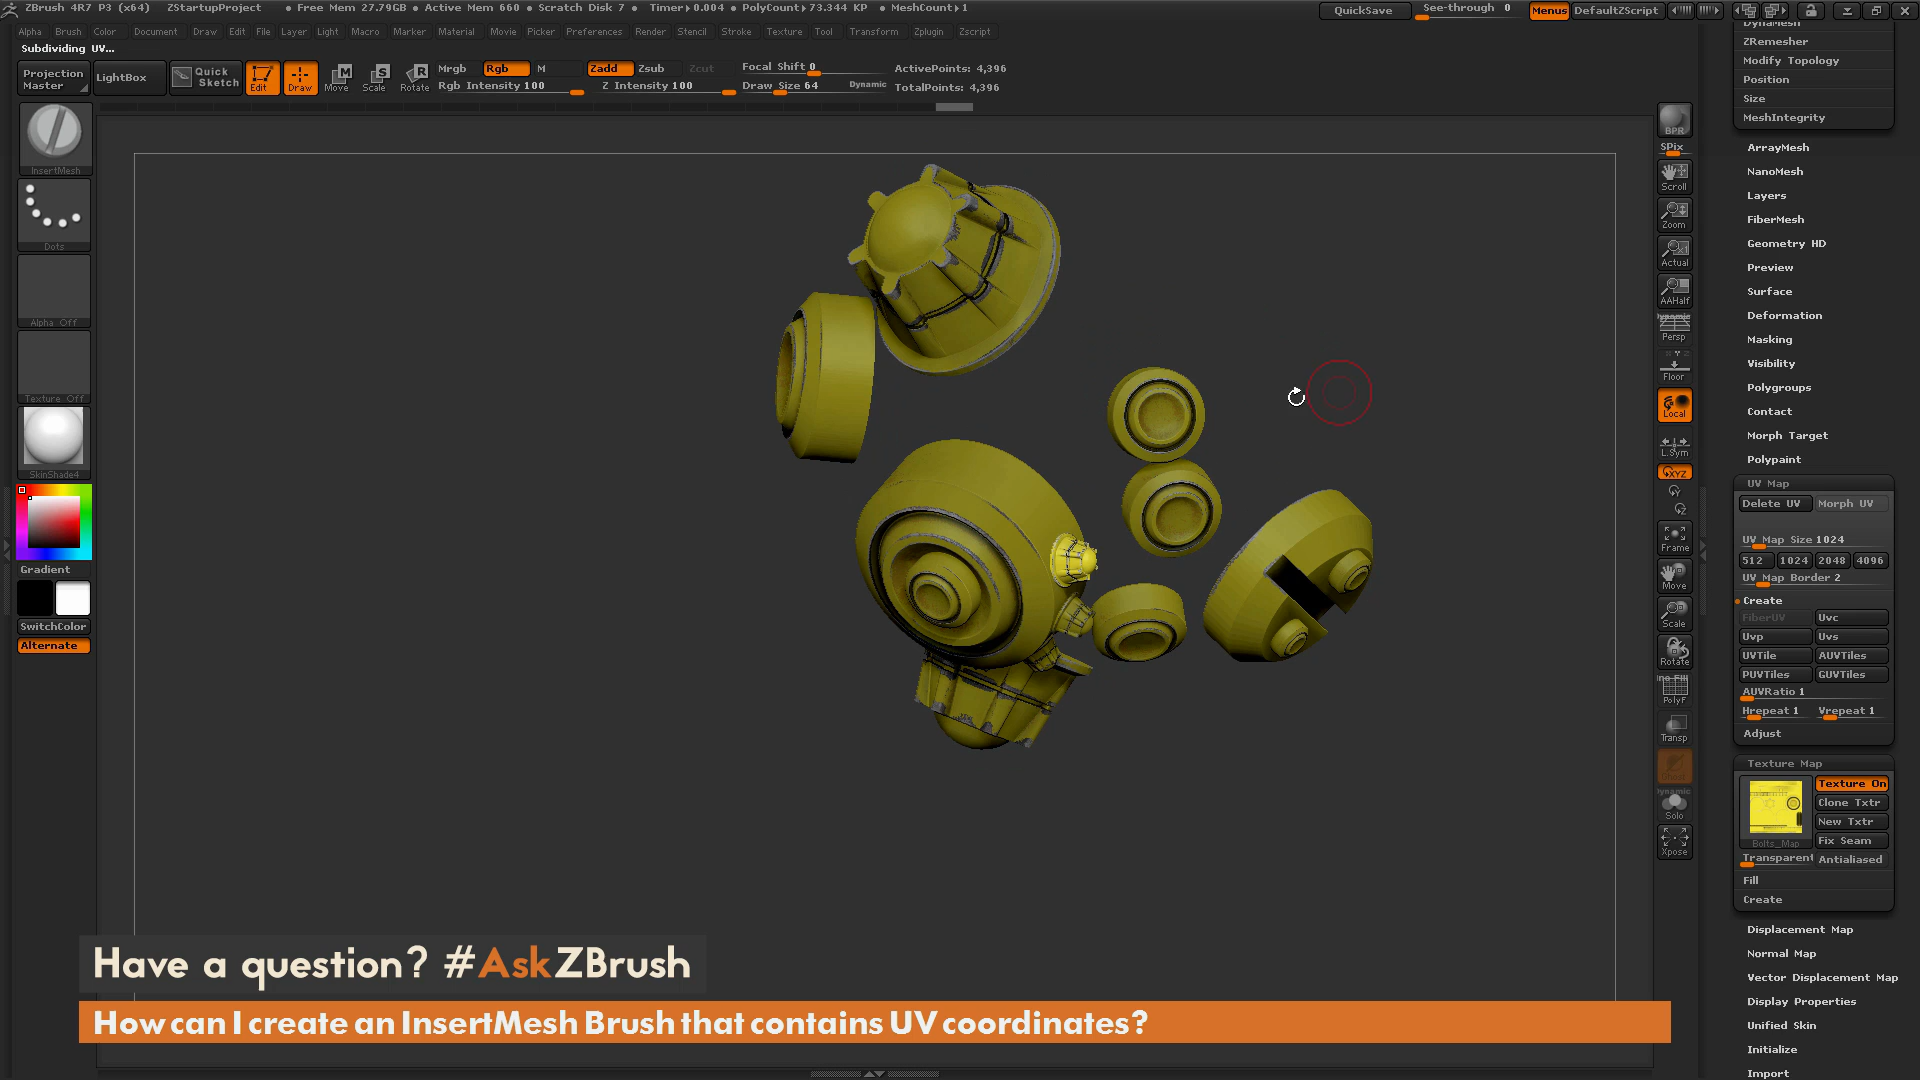 ZBrush 4R7 P3 (x64) ZStartupProject • Free Mem 27.79GB • Active Mem 660 • Scratch Disk 7 • Timer▸0.004 • PolyCount▸73.344 KP • MeshCount▸1 QuickSave See-through 0 Menus DefaultZScript
Alpha Brush Color Document Draw Edit File Layer Light Macro Marker Material Movie Picker Preferences Render Stencil Stroke Texture Tool Transform Zplugin Zscript
Subdividing UV...
Projection Master LightBox Quick Sketch Edit Draw Move Scale Rotate
Mrgb Rgb M Zadd Zsub Zcut Focal Shift 0 ActivePoints: 4,396
Rgb Intensity 100 Z Intensity 100 Draw Size 64 Dynamic TotalPoints: 4,396
InsertMesh
Dots
Alpha Off
Texture Off
SkinShade4
Gradient
SwitchColor
Alternate
BPR
SPix
Scroll
Zoom
Actual
AAHalf
Dynamic
Persp
Floor
Local
L.Sym
XYZ
Frame
Move
Scale
Rotate
PolyF
Transp
Ghost
Dynamic
Solo
Xpose
ZRemesher
Modify Topology
Position
Size
MeshIntegrity
ArrayMesh
NanoMesh
Layers
FiberMesh
Geometry HD
Preview
Surface
Deformation
Masking
Visibility
Polygroups
Contact
Morph Target
Polypaint
UV Map
Delete UV Morph UV
UV Map Size 1024
512 1024 2048 4096
UV Map Border 2
Create
FiberUV Uvc
Uvp Uvs
UVTile AUVTiles
PUVTiles GUVTiles
AUVRatio 1
Hrepeat 1 Vrepeat 1
Adjust
Texture Map
Texture On
Clone Txtr
New Txtr
Bolts_Map Fix Seam
Transparent Antialiased
Fill
Create
Displacement Map
Normal Map
Vector Displacement Map
Display Properties
Unified Skin
Initialize
Import
Have a question? #AskZBrush
How can I create an InsertMesh Brush that contains UV coordinates?